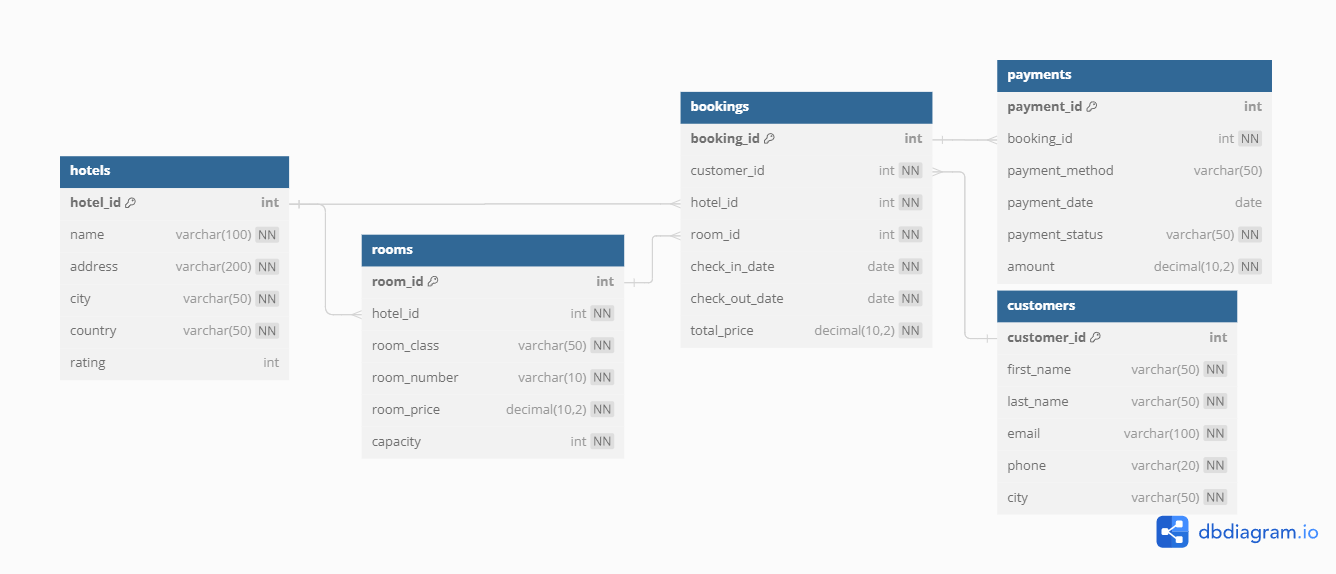 hotels
hotel_id int
name varchar(100) NN
address varchar(200) NN
city varchar(50) NN
country varchar(50) NN
rating int
rooms
room_id int
hotel_id int NN
room_class varchar(50) NN
room_number varchar(10) NN
room_price decimal(10,2) NN
capacity int NN
bookings
booking_id int
customer_id int NN
hotel_id int NN
room_id int NN
check_in_date date NN
check_out_date date NN
total_price decimal(10,2) NN
payments
payment_id int
booking_id int NN
payment_method varchar(50)
payment_date date
payment_status varchar(50) NN
amount decimal(10,2) NN
customers
customer_id int
first_name varchar(50) NN
last_name varchar(50) NN
email varchar(100) NN
phone varchar(20) NN
city varchar(50) NN
dbdiagram.io